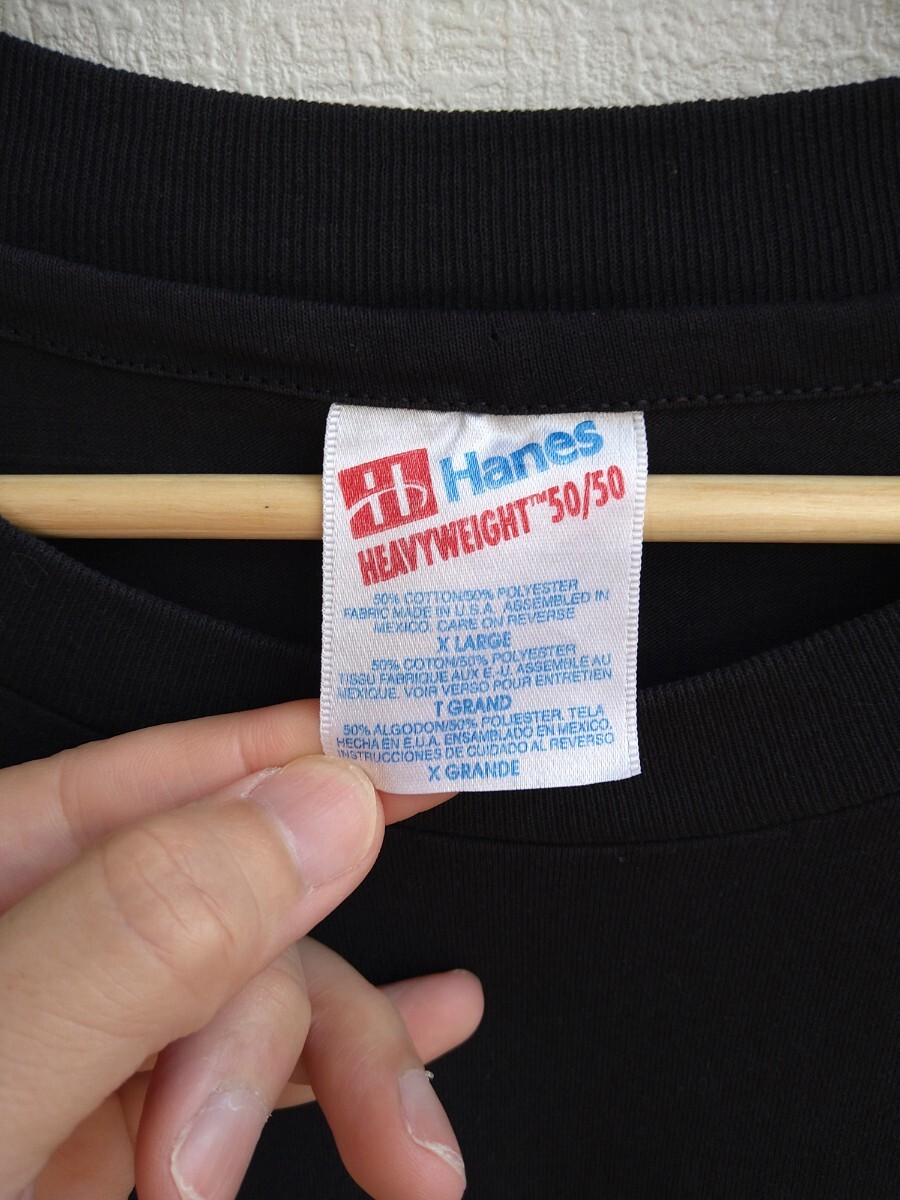 Hanes
HEAVYWEIGHT™ 50/50
50% COTTON/50% POLYESTER
FABRIC MADE IN U.S.A. ASSEMBLED IN
MEXICO. CARE ON REVERSE
X LARGE
50% COTON/50% POLYESTER
TISSU FABRIQUE AUX E.-U. ASSEMBLE AU
MEXIQUE. VOIR VERSO POUR ENTRETIEN
T GRAND
50% ALGODON/50% POLIESTER. TELA
HECHA EN E.U.A. ENSAMBLADO EN MEXICO.
INSTRUCCIONES DE CUIDADO AL REVERSO
X GRANDE